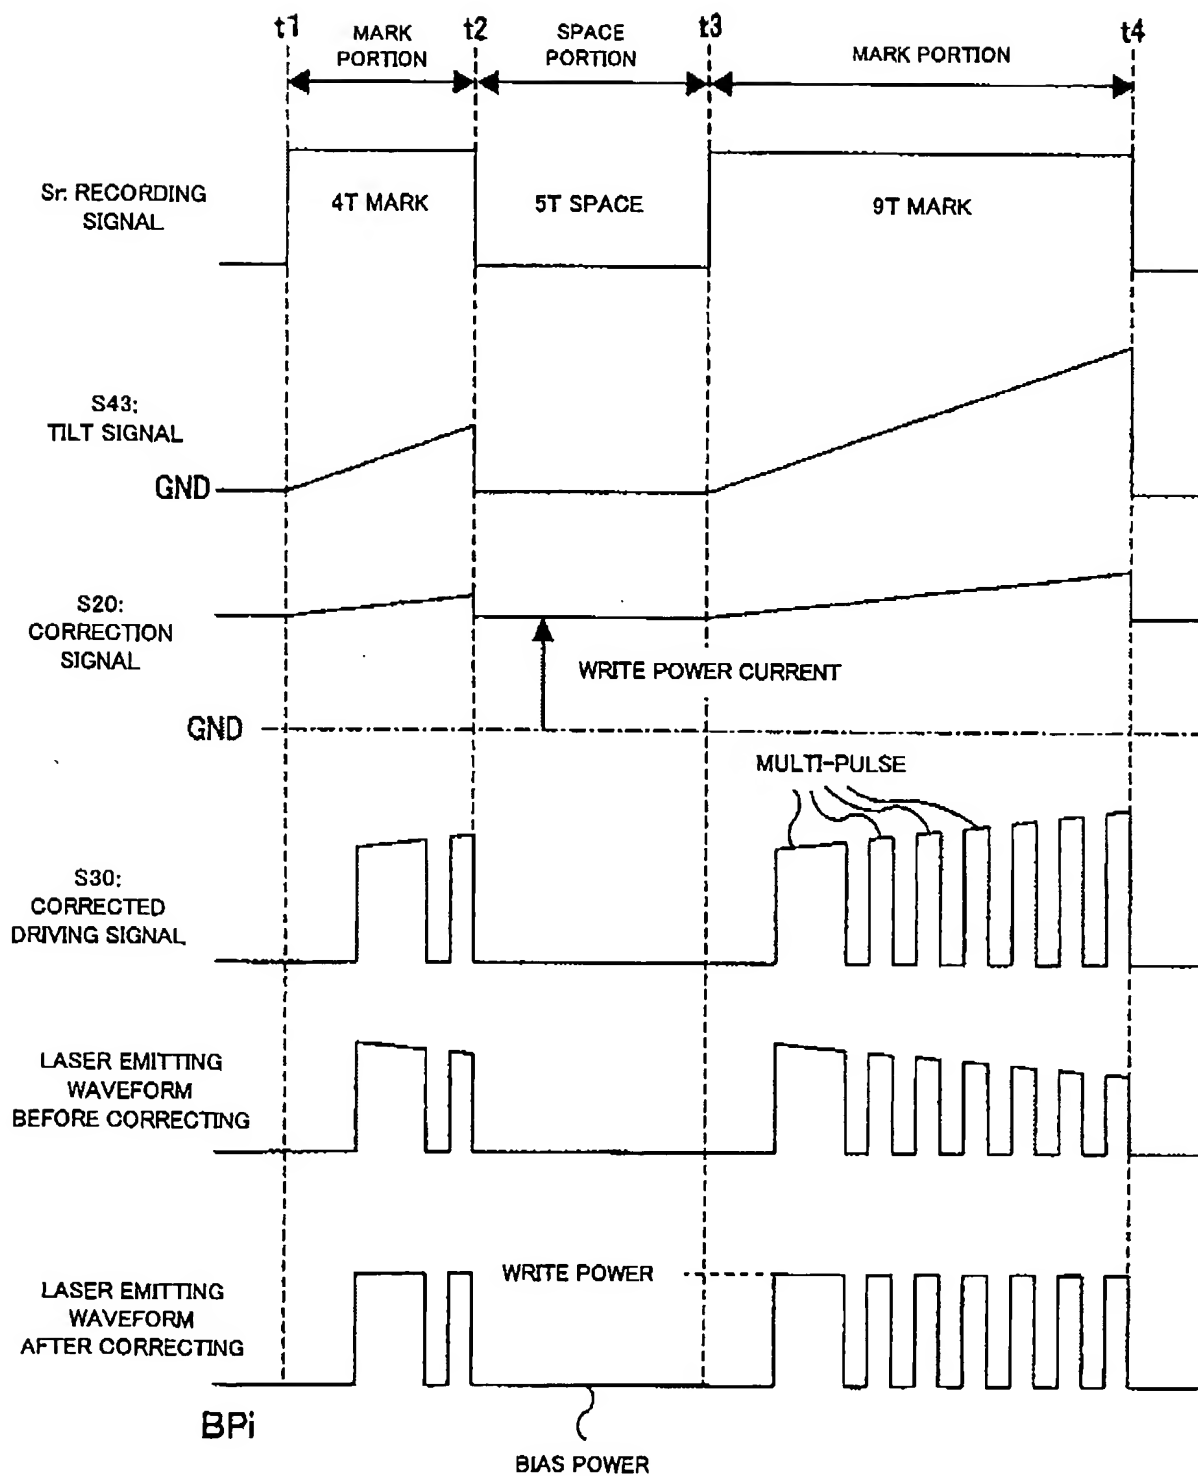 t1
MARK
PORTION
t2
SPACE
PORTION
t3
MARK PORTION
t4
Sr: RECORDING
SIGNAL
4T MARK
5T SPACE
9T MARK
S43:
TILT SIGNAL
GND
S20:
CORRECTION
SIGNAL
WRITE POWER CURRENT
GND
MULTI-PULSE
S30:
CORRECTED
DRIVING SIGNAL
LASER EMITTING
WAVEFORM
BEFORE CORRECTING
WRITE POWER
LASER EMITTING
WAVEFORM
AFTER CORRECTING
BPi
BIAS POWER